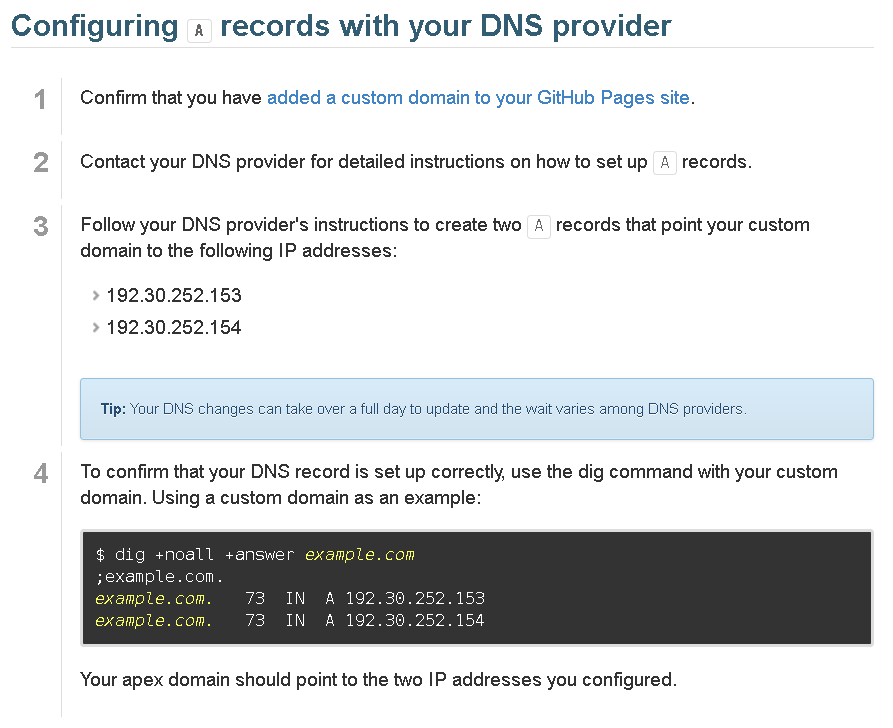 Configuring A records with your DNS provider
1 Confirm that you have added a custom domain to your GitHub Pages site.
2 Contact your DNS provider for detailed instructions on how to set up A records.
3 Follow your DNS provider's instructions to create two A records that point your custom
domain to the following IP addresses:
192.30.252.153
192.30.252.154
Tip: Your DNS changes can take over a full day to update and the wait varies among DNS providers.
4 To confirm that your DNS record is set up correctly, use the dig command with your custom
domain. Using a custom domain as an example:
$ dig +noall +answer example.com
;example.com.
example.com. 73 IN A 192.30.252.153
example.com. 73 IN A 192.30.252.154
Your apex domain should point to the two IP addresses you configured.